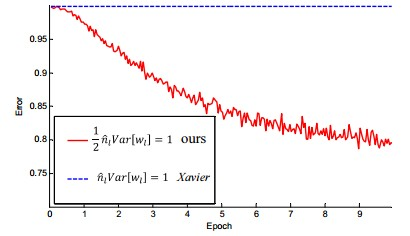 0.95
0.9
0.85
0.8
0.75
Error
½ n̂ₗVar[wₗ] = 1 ours
n̂ₗVar[wₗ] = 1 Xavier
0 1 2 3 4 5 6 7 8 9
Epoch